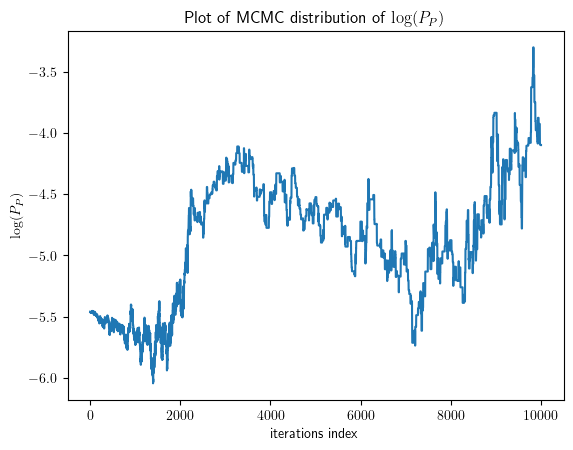 Plot of MCMC distribution of log(P_P)
−3.5
−4.0
−4.5
−5.0
−5.5
−6.0
log(P_P)
0 2000 4000 6000 8000 10000
iterations index